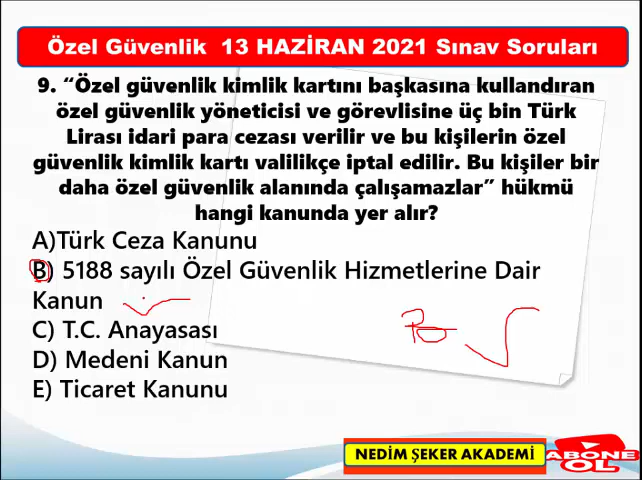 Özel Güvenlik 13 HAZİRAN 2021 Sınav Soruları
9. “Özel güvenlik kimlik kartını başkasına kullandıran
özel güvenlik yöneticisi ve görevlisine üç bin Türk
Lirası idari para cezası verilir ve bu kişilerin özel
güvenlik kimlik kartı valilikçe iptal edilir. Bu kişiler bir
daha özel güvenlik alanında çalışamazlar” hükmü
hangi kanunda yer alır?
A)Türk Ceza Kanunu
B) 5188 sayılı Özel Güvenlik Hizmetlerine Dair
Kanun
C) T.C. Anayasası
D) Medeni Kanun
E) Ticaret Kanunu
NEDİM ŞEKER AKADEMİ
ABONE
OL